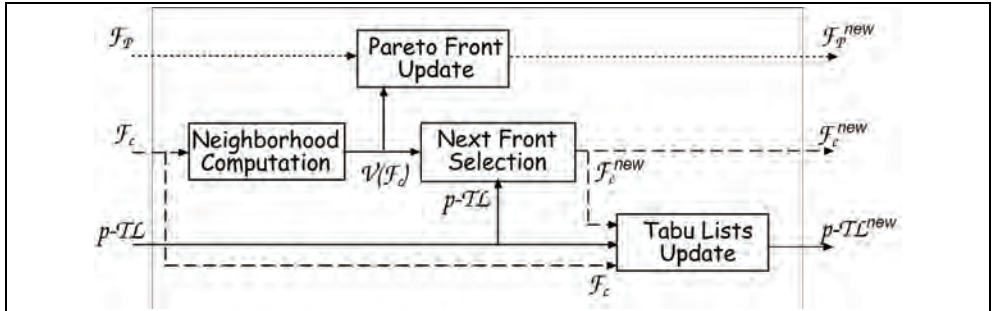 ℱ𝒫
Pareto Front
Update
ℱ𝒫new
ℱc
Neighborhood
Computation
𝒱(ℱc)
Next Front
Selection
ℱcnew
ℱcnew
p-𝒯ℒ
p-𝒯ℒ
Tabu Lists
Update
p-𝒯ℒnew
ℱc